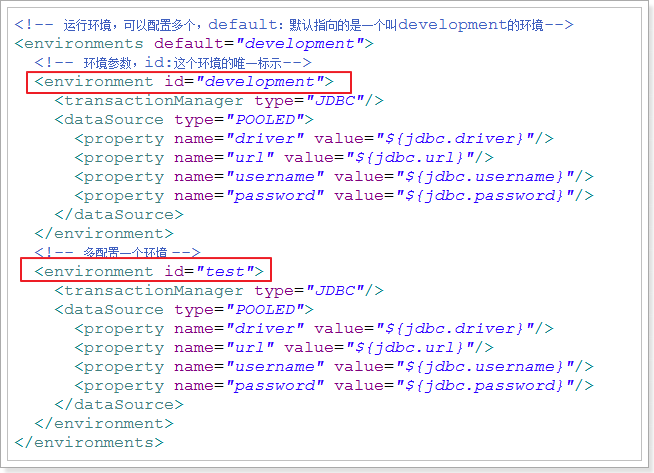 <!-- 运行环境，可以配置多个，default：默认指向的是一个叫development的环境-->
<environments default="development">
<!-- 环境参数，id:这个环境的唯一标示-->
<environment id="development">
<transactionManager type="JDBC"/>
<dataSource type="POOLED">
<property name="driver" value="${jdbc.driver}"/>
<property name="url" value="${jdbc.url}"/>
<property name="username" value="${jdbc.username}"/>
<property name="password" value="${jdbc.password}"/>
</dataSource>
</environment>
<!-- 多配置一个环境 -->
<environment id="test">
<transactionManager type="JDBC"/>
<dataSource type="POOLED">
<property name="driver" value="${jdbc.driver}"/>
<property name="url" value="${jdbc.url}"/>
<property name="username" value="${jdbc.username}"/>
<property name="password" value="${jdbc.password}"/>
</dataSource>
</environment>
</environments>